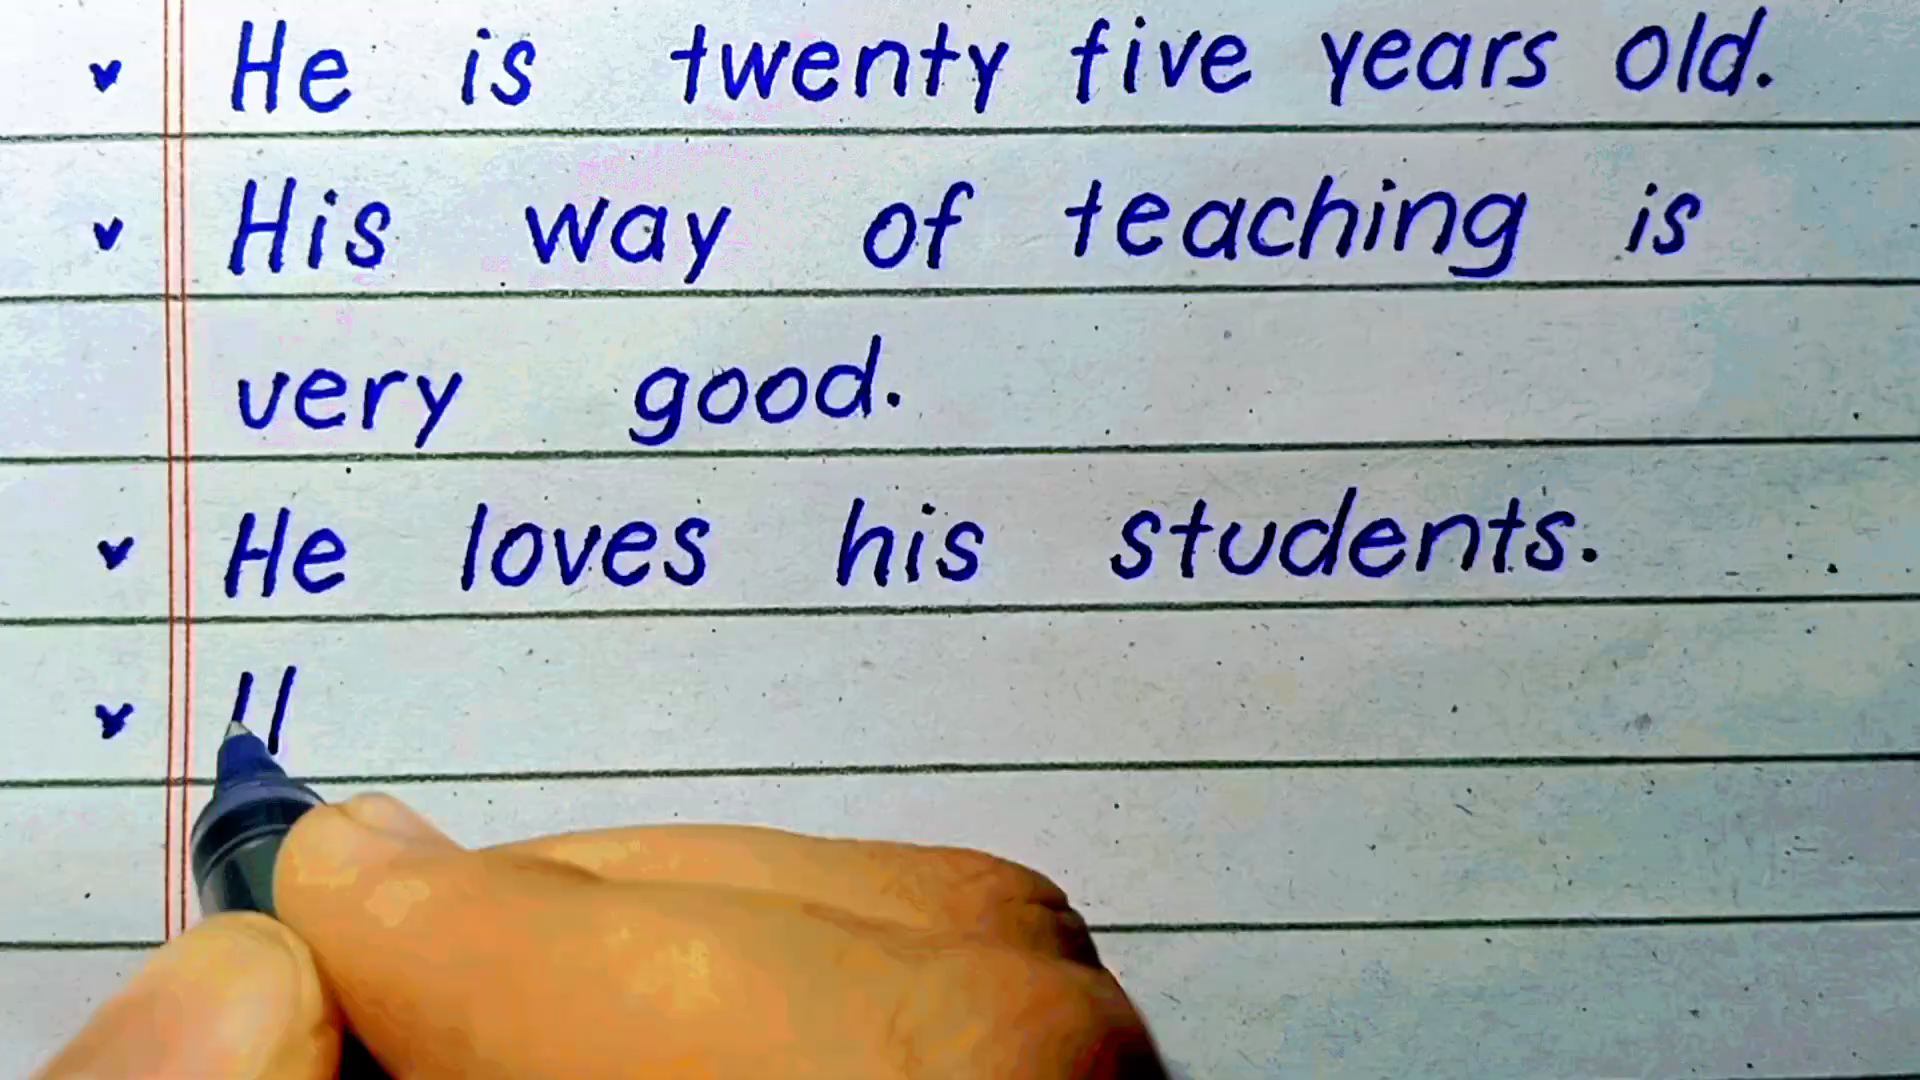 He is twenty five years old.
His way of teaching is
very good.
He loves his students.